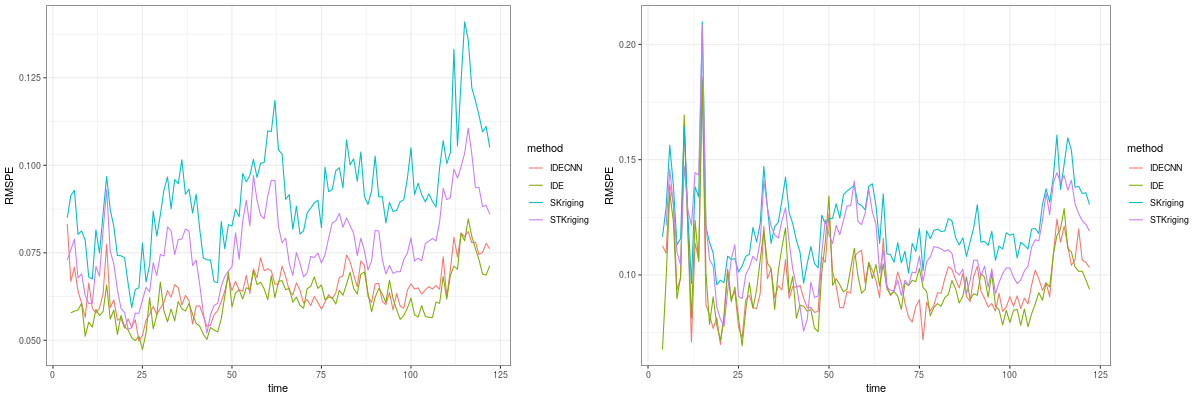 RMSPE
0.125
0.100
0.075
0.050
0
25
50
75
100
125
time
method
IDECNN
IDE
SKriging
STKriging
RMSPE
0.20
0.15
0.10
0
25
50
75
100
125
time
method
IDECNN
IDE
SKriging
STKriging